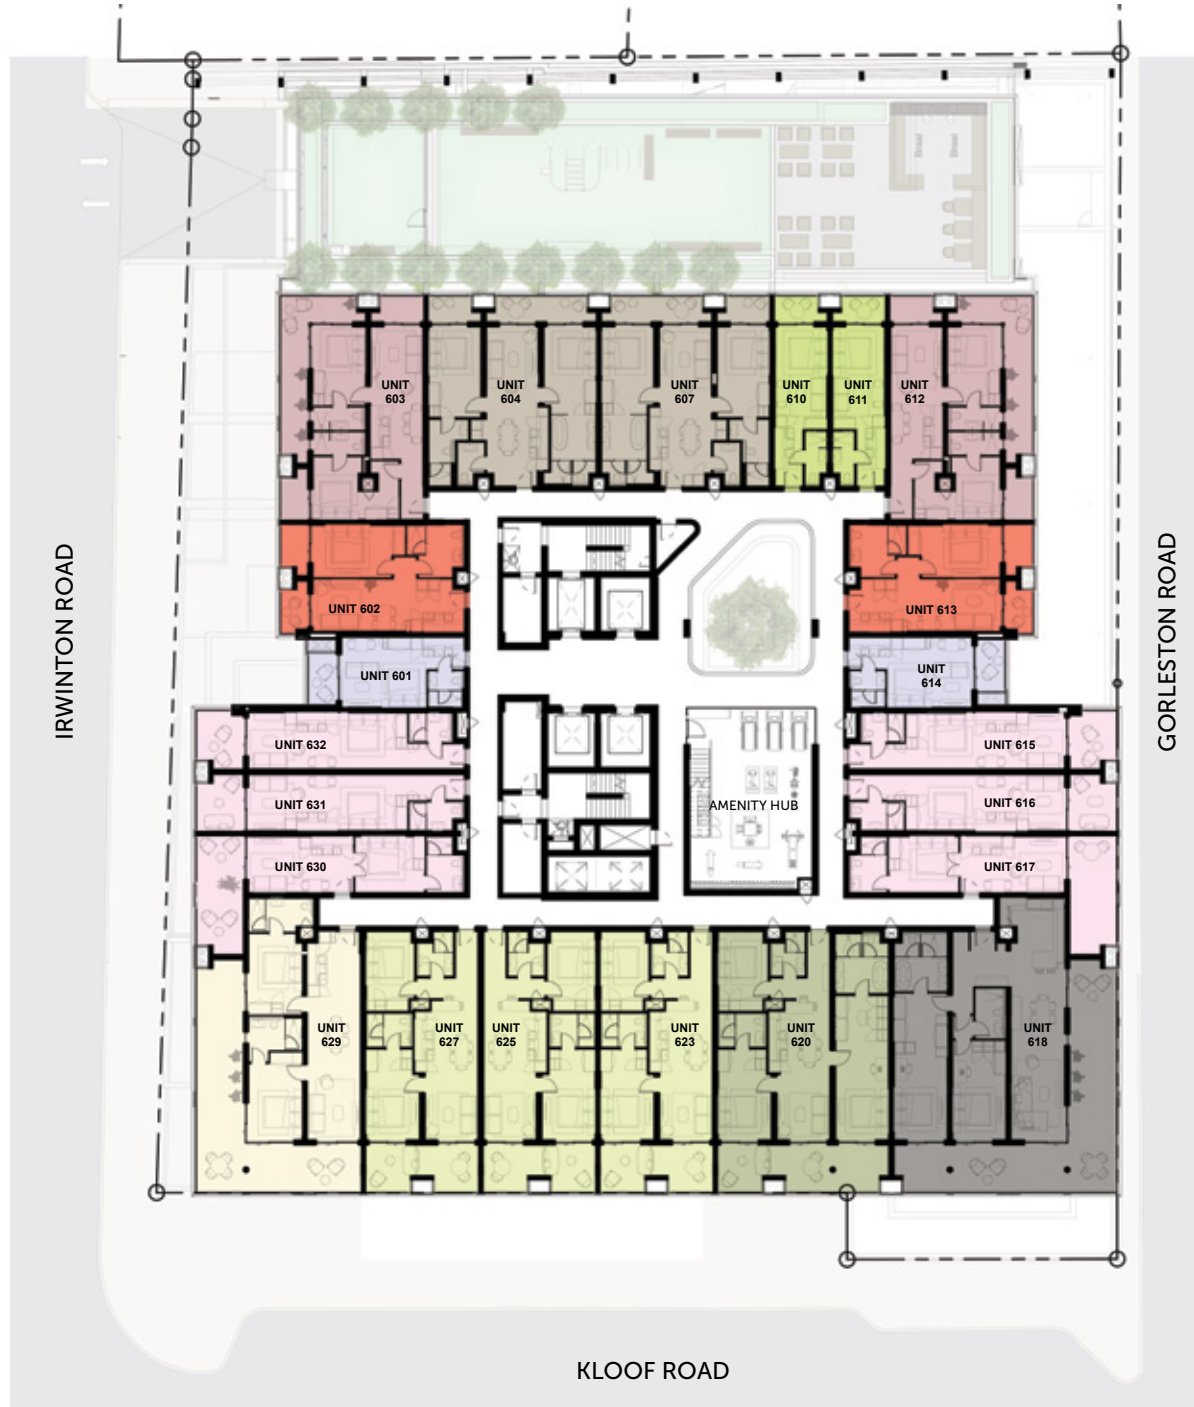 Braai
Braai
UNIT
603
UNIT
604
UNIT
607
UNIT
610
UNIT
611
UNIT
612
IRWINTON ROAD
GORLESTON ROAD
UNIT 602
UNIT 613
UNIT 601
UNIT
614
UNIT 632
UNIT 615
UNIT 631
UNIT 616
AMENITY HUB
UNIT 630
UNIT 617
UNIT
629
UNIT
627
UNIT
625
UNIT
623
UNIT
620
UNIT
618
KLOOF ROAD